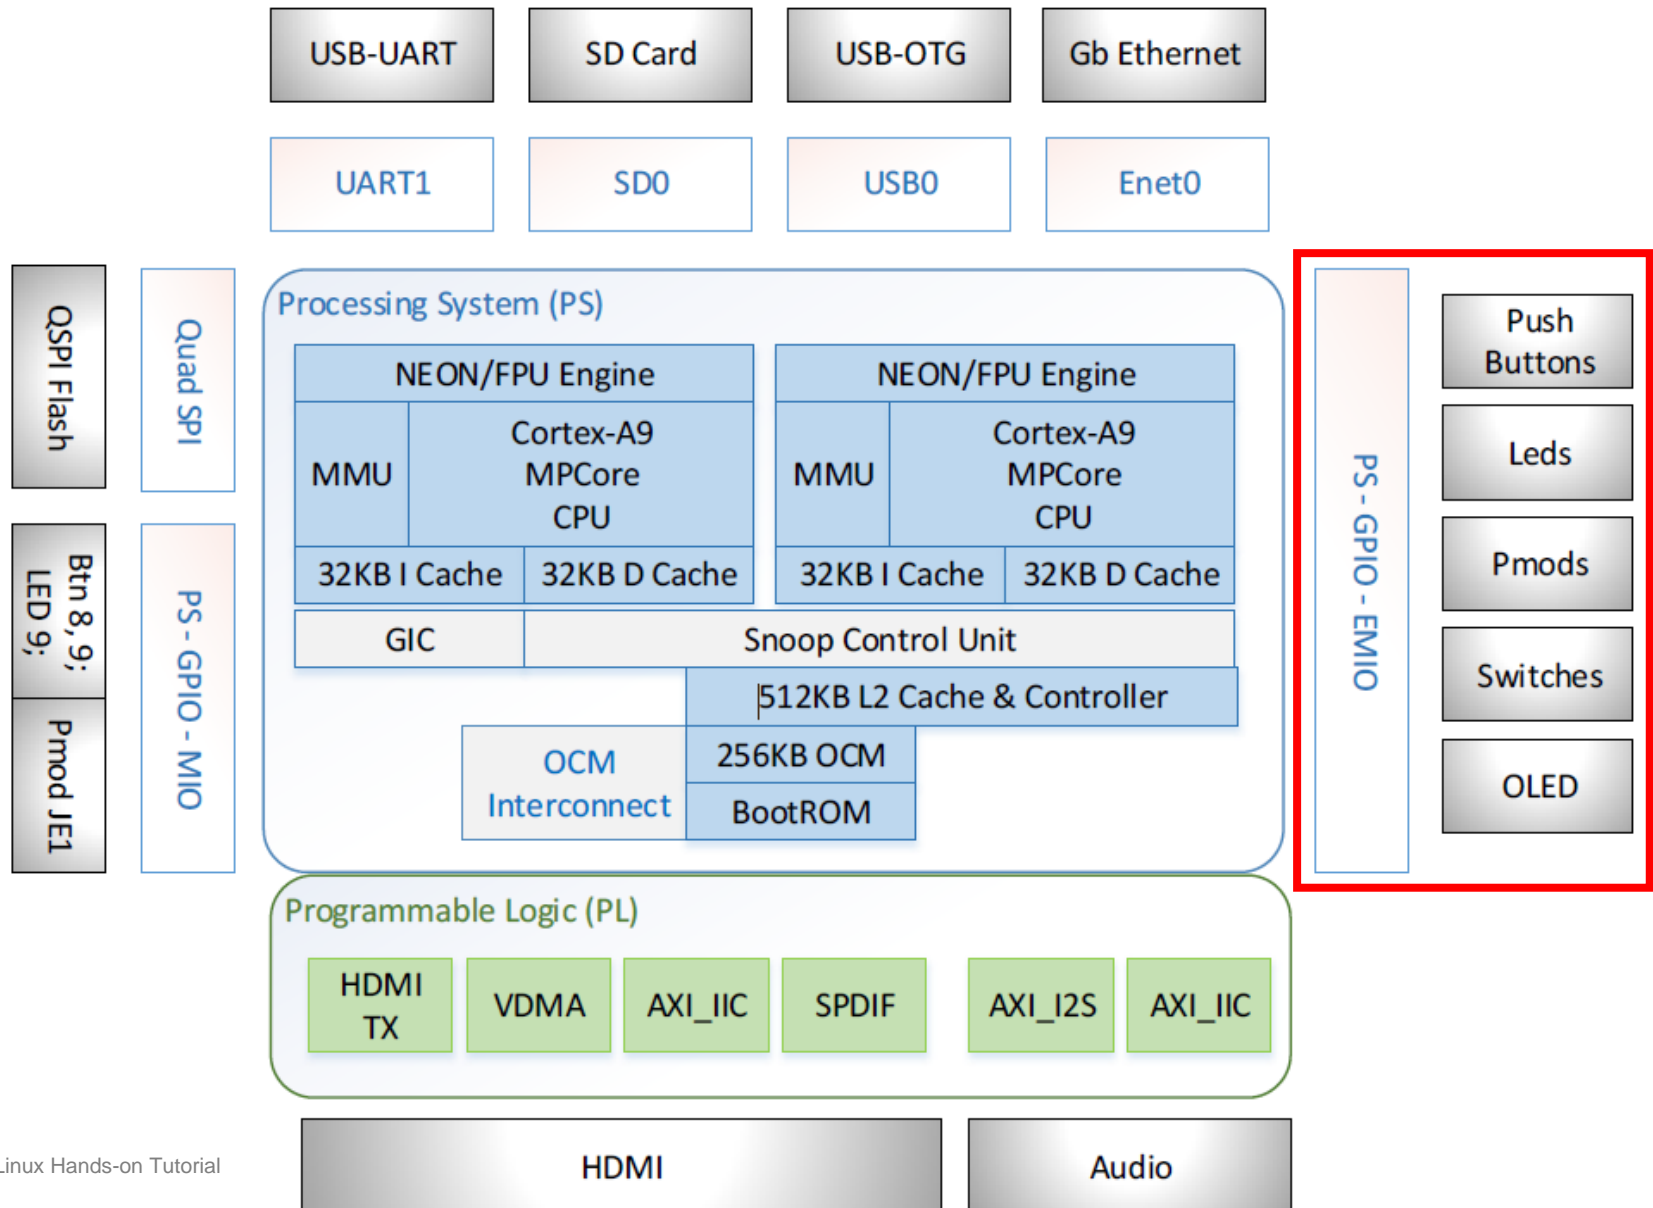 USB-UART
SD Card
USB-OTG
Gb Ethernet
UART1
SD0
USB0
Enet0
QSPI Flash
Quad SPI
Btn 8, 9;
LED 9;
Pmod JE1
PS - GPIO - MIO
Processing System (PS)
NEON/FPU Engine
MMU
Cortex-A9
MPCore
CPU
32KB I Cache
32KB D Cache
NEON/FPU Engine
MMU
Cortex-A9
MPCore
CPU
32KB I Cache
32KB D Cache
GIC
Snoop Control Unit
512KB L2 Cache & Controller
OCM
Interconnect
256KB OCM
BootROM
PS - GPIO - EMIO
Push
Buttons
Leds
Pmods
Switches
OLED
Programmable Logic (PL)
HDMI
TX
VDMA
AXI_IIC
SPDIF
AXI_I2S
AXI_IIC
HDMI
Audio
Linux Hands-on Tutorial